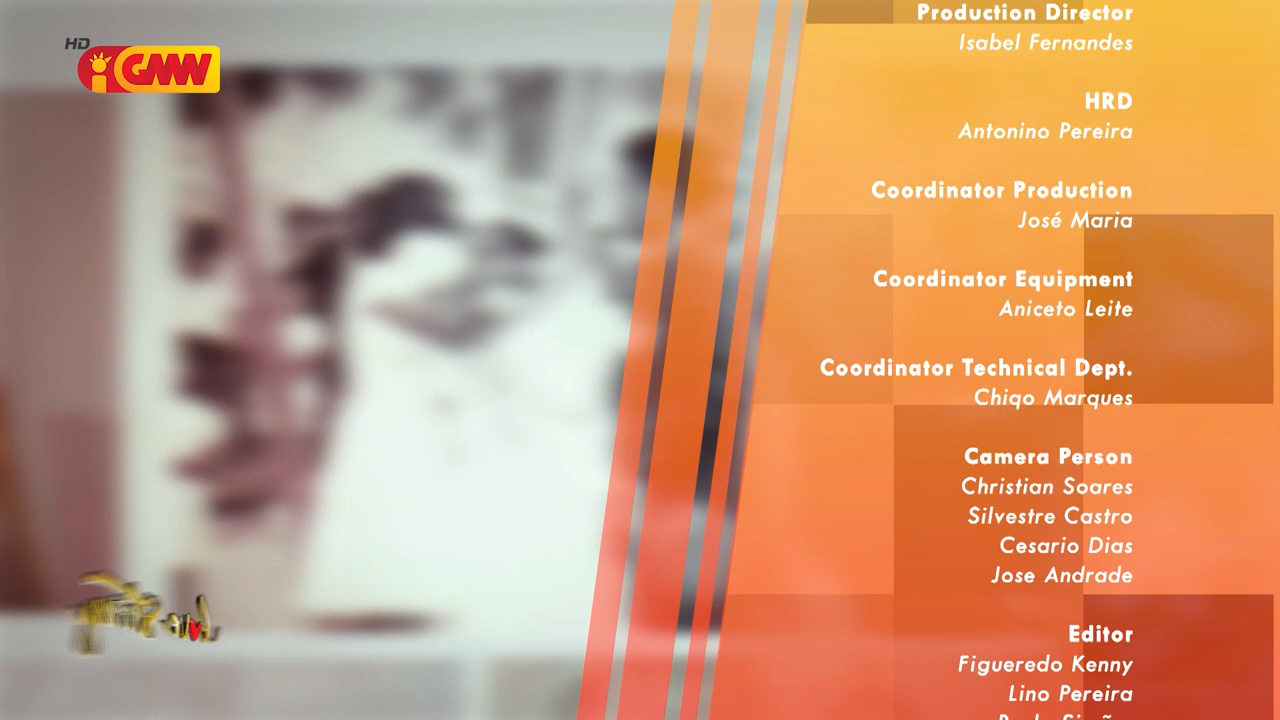 HD
GMN
Production Director
Isabel Fernandes
HRD
Antonino Pereira
Coordinator Production
José Maria
Coordinator Equipment
Aniceto Leite
Coordinator Technical Dept.
Chiqo Marques
Camera Person
Christian Soares
Silvestre Castro
Cesario Dias
Jose Andrade
Editor
Figueredo Kenny
Lino Pereira